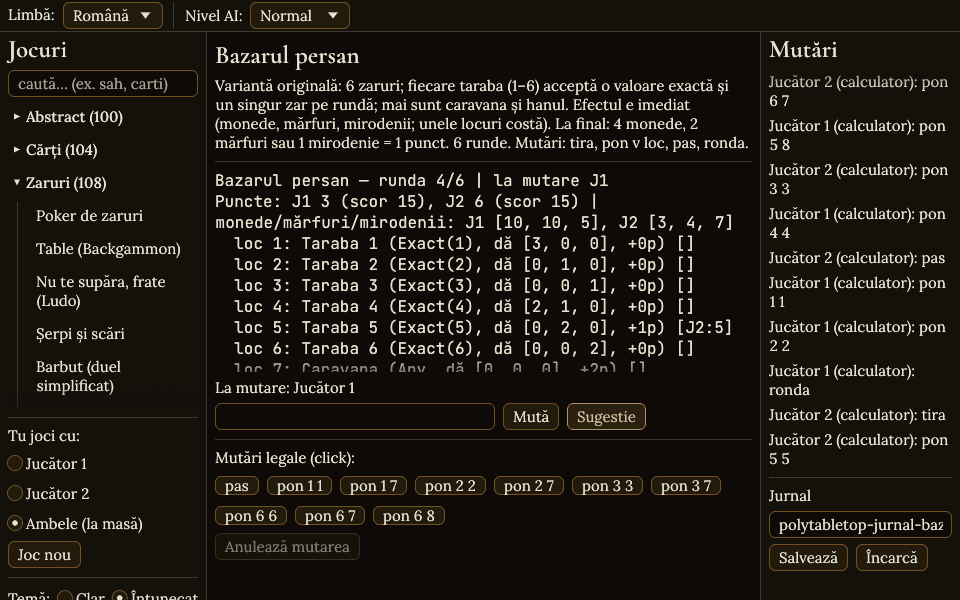 Limbă: Română ▼ Nivel AI: Normal ▼
Jocuri
caută... (ex. sah, carti)
▸ Abstract (100)
▸ Cărți (104)
▾ Zaruri (108)
Poker de zaruri
Table (Backgammon)
Nu te supăra, frate
(Ludo)
Șerpi și scări
Barbut (duel
simplificat)
Tu joci cu:
Jucător 1
Jucător 2
Ambele (la masă)
Joc nou
Temă: Clar Întunecat
Bazarul persan
Variantă originală: 6 zaruri; fiecare taraba (1–6) acceptă o valoare exactă și
un singur zar pe rundă; mai sunt caravana și hanul. Efectul e imediat
(monede, mărfuri, mirodenii; unele locuri costă). La final: 4 monede, 2
mărfuri sau 1 mirodenie = 1 punct. 6 runde. Mutări: tira, pon v loc, pas, ronda.
Bazarul persan — runda 4/6 | la mutare J1
Puncte: J1 3 (scor 15), J2 6 (scor 15) |
monede/mărfuri/mirodenii: J1 [10, 10, 5], J2 [3, 4, 7]
loc 1: Taraba 1 (Exact(1), dă [3, 0, 0], +0p) []
loc 2: Taraba 2 (Exact(2), dă [0, 1, 0], +0p) []
loc 3: Taraba 3 (Exact(3), dă [0, 0, 1], +0p) []
loc 4: Taraba 4 (Exact(4), dă [2, 1, 0], +0p) []
loc 5: Taraba 5 (Exact(5), dă [0, 2, 0], +1p) [J2:5]
loc 6: Taraba 6 (Exact(6), dă [0, 0, 2], +0p) []
loc 7: Caravana (Any, dă [0, 0, 0], +2p) []
La mutare: Jucător 1
Mută Sugestie
Mutări legale (click):
pas pon 1 1 pon 1 7 pon 2 2 pon 2 7 pon 3 3 pon 3 7
pon 6 6 pon 6 7 pon 6 8
Anulează mutarea
Mutări
Jucător 2 (calculator): pon
6 7
Jucător 1 (calculator): pon
5 8
Jucător 2 (calculator): pon
3 3
Jucător 1 (calculator): pon
4 4
Jucător 2 (calculator): pas
Jucător 1 (calculator): pon
1 1
Jucător 1 (calculator): pon
2 2
Jucător 1 (calculator):
ronda
Jucător 2 (calculator): tira
Jucător 2 (calculator): pon
5 5
Jurnal
polytabletop-jurnal-baz
Salvează Încarcă